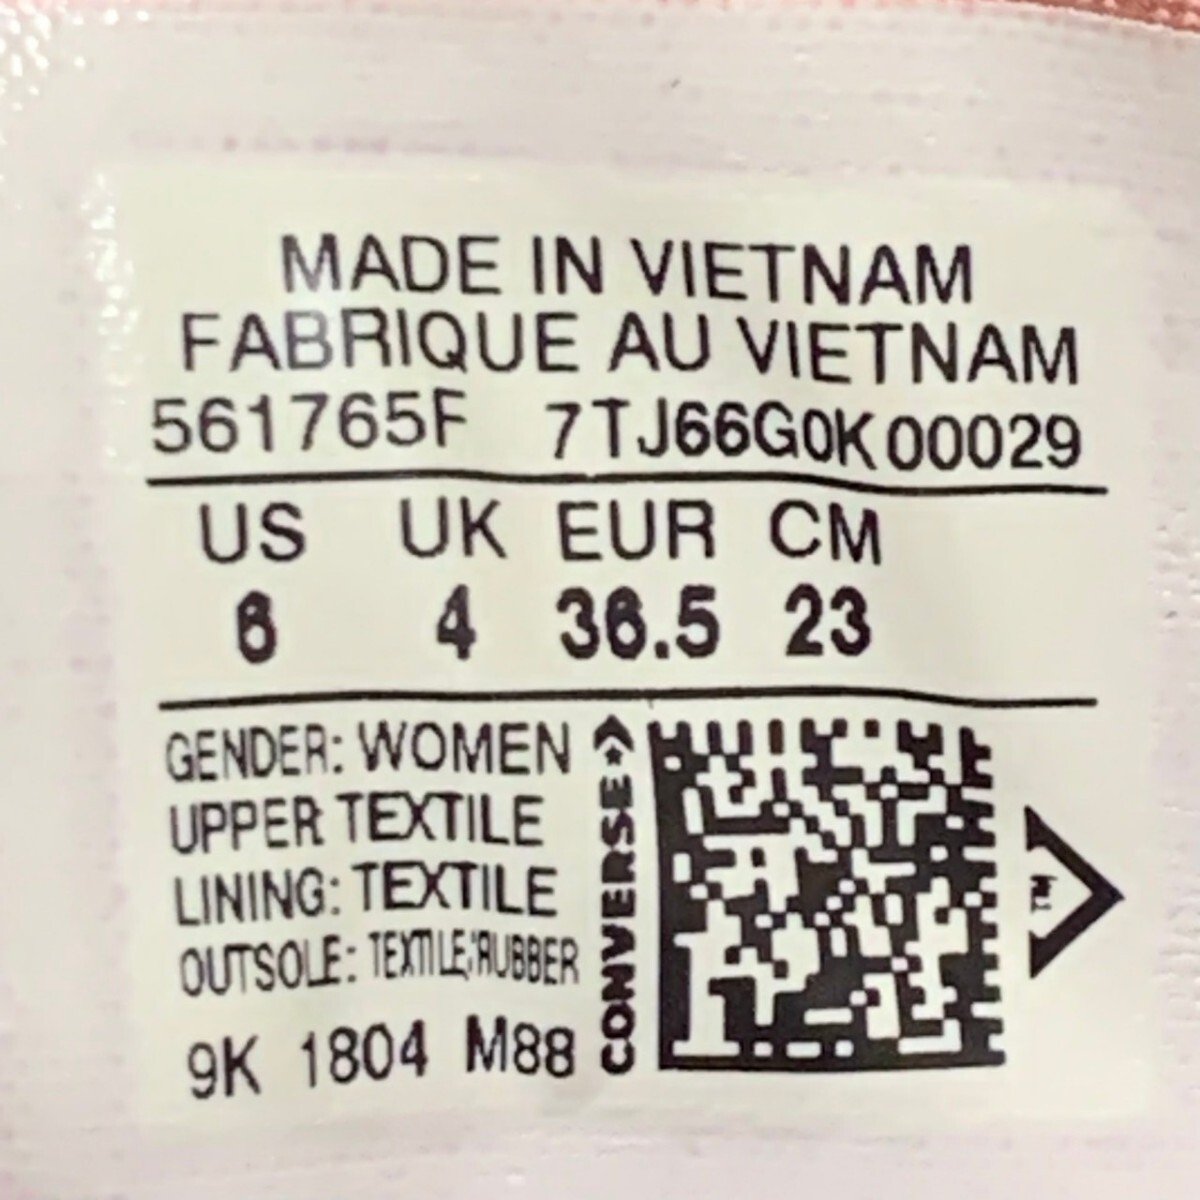 MADE IN VIETNAM
FABRIQUE AU VIETNAM
561765F 7TJ66G0K00029
US UK EUR CM
6 4 36.5 23
GENDER: WOMEN
UPPER TEXTILE
LINING: TEXTILE
OUTSOLE: TEXTILE;RUBBER
9K 1804 M88
CONVERSE
TM